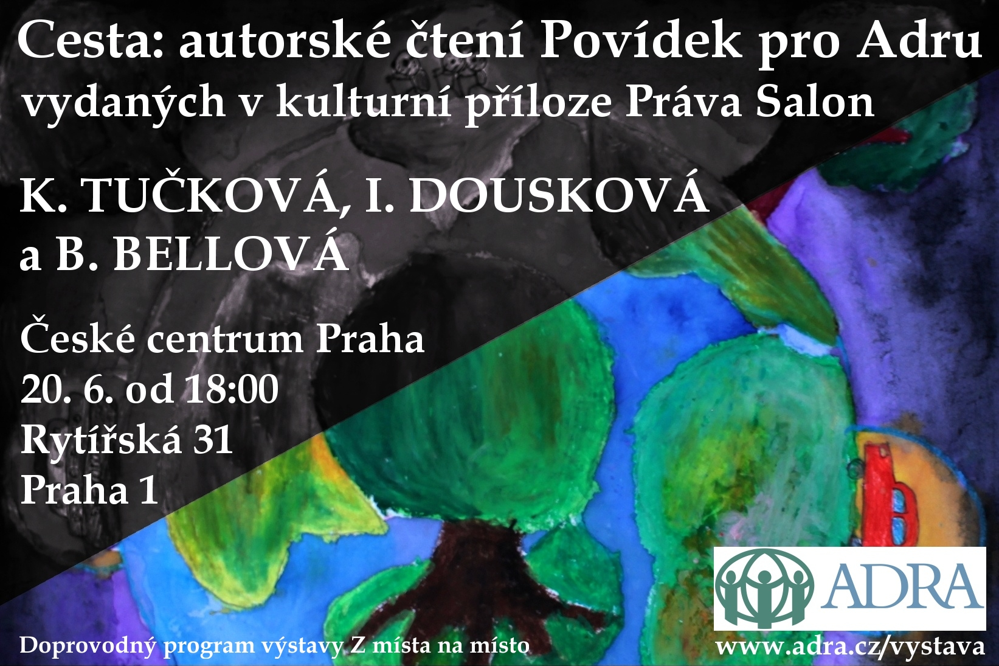 Cesta: autorské čtení Povídek pro Adru
vydaných v kulturní příloze Práva Salon
K. TUČKOVÁ, I. DOUSKOVÁ
a B. BELLOVÁ
České centrum Praha
20. 6. od 18:00
Rytířská 31
Praha 1
ADRA
Doprovodný program výstavy Z místa na místo
www.adra.cz/vystava